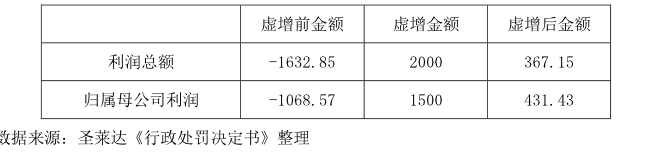 虚增前金额 虚增金额 虚增后金额
利润总额 -1632.85 2000 367.15
归属母公司利润 -1068.57 1500 431.43
数据来源：圣莱达《行政处罚决定书》整理